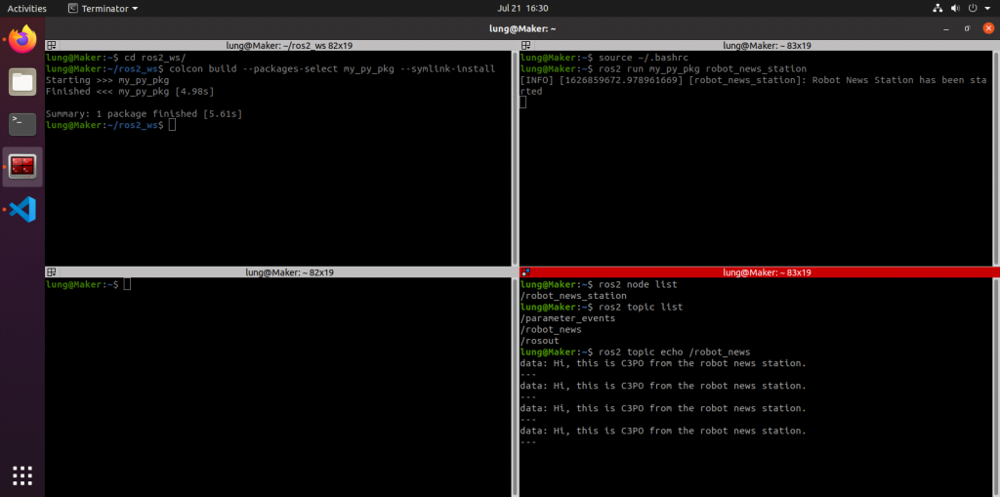 Activities
Terminator
Jul 21 16:30
lung@Maker: ~
lung@Maker: ~/ros2_ws 82x19
lung@Maker:~$ cd ros2_ws/
lung@Maker:~/ros2_ws$ colcon build --packages-select my_py_pkg --symlink-install
Starting >>> my_py_pkg
Finished <<< my_py_pkg [4.98s]
Summary: 1 package finished [5.61s]
lung@Maker:~/ros2_ws$
lung@Maker: ~ 83x19
lung@Maker:~$ source ~/.bashrc
lung@Maker:~$ ros2 run my_py_pkg robot_news_station
[INFO] [1626859672.978961669] [robot_news_station]: Robot News Station has been sta
rted
lung@Maker: ~ 82x19
lung@Maker:~$
lung@Maker: ~ 83x19
lung@Maker:~$ ros2 node list
/robot_news_station
lung@Maker:~$ ros2 topic list
/parameter_events
/robot_news
/rosout
lung@Maker:~$ ros2 topic echo /robot_news
data: Hi, this is C3PO from the robot news station.
---
data: Hi, this is C3PO from the robot news station.
---
data: Hi, this is C3PO from the robot news station.
---
data: Hi, this is C3PO from the robot news station.
---